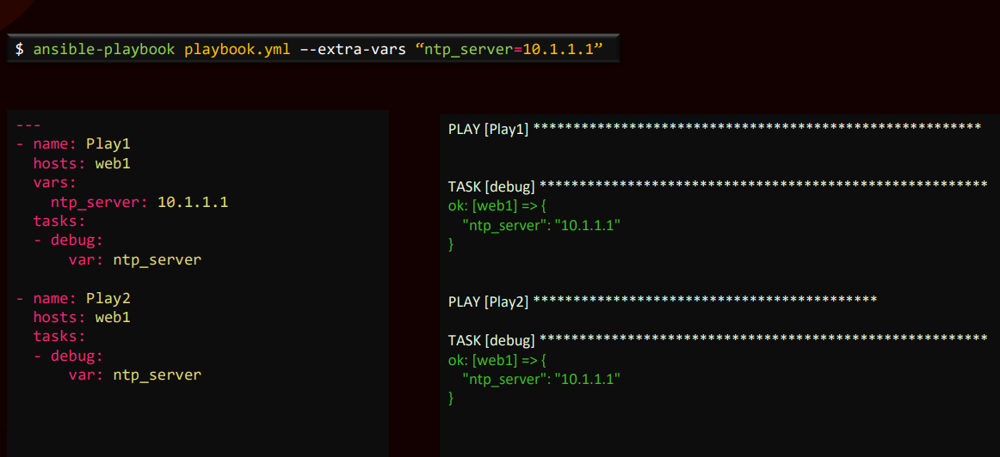 $ ansible-playbook playbook.yml --extra-vars “ntp_server=10.1.1.1”
---
- name: Play1
  hosts: web1
  vars:
    ntp_server: 10.1.1.1
  tasks:
  - debug:
      var: ntp_server
- name: Play2
  hosts: web1
  tasks:
  - debug:
      var: ntp_server
PLAY [Play1] ********************************************************
TASK [debug] ********************************************************
ok: [web1] => {
    "ntp_server": "10.1.1.1"
}
PLAY [Play2] *******************************************
TASK [debug] ********************************************************
ok: [web1] => {
    "ntp_server": "10.1.1.1"
}